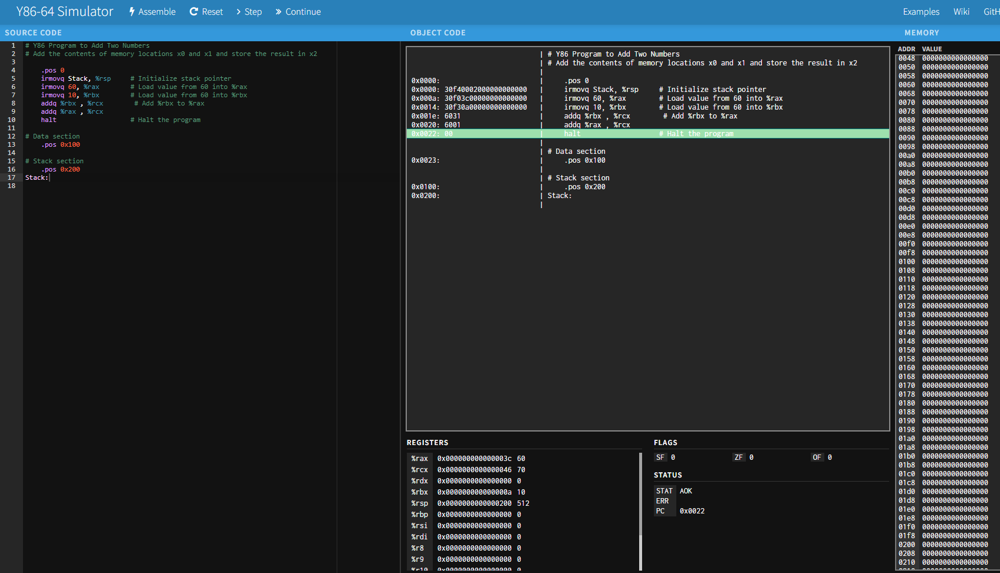 Y86-64 Simulator Assemble Reset Step Continue Examples Wiki GitH
SOURCE CODE
1 # Y86 Program to Add Two Numbers
2 # Add the contents of memory locations x0 and x1 and store the result in x2
3
4 .pos 0
5 irmovq Stack, %rsp # Initialize stack pointer
6 irmovq 60, %rax # Load value from 60 into %rax
7 irmovq 10, %rbx # Load value from 60 into %rbx
8 addq %rbx , %rcx # Add %rbx to %rax
9 addq %rax , %rcx
10 halt # Halt the program
11
12 # Data section
13 .pos 0x100
14
15 # Stack section
16 .pos 0x200
17 Stack:
18
OBJECT CODE
| # Y86 Program to Add Two Numbers
| # Add the contents of memory locations x0 and x1 and store the result in x2
|
0x0000: | .pos 0
0x0000: 30f40002000000000000 | irmovq Stack, %rsp # Initialize stack pointer
0x000a: 30f03c00000000000000 | irmovq 60, %rax # Load value from 60 into %rax
0x0014: 30f30a00000000000000 | irmovq 10, %rbx # Load value from 60 into %rbx
0x001e: 6031 | addq %rbx , %rcx # Add %rbx to %rax
0x0020: 6001 | addq %rax , %rcx
0x0022: 00 | halt # Halt the program
|
| # Data section
0x0023: | .pos 0x100
|
| # Stack section
0x0100: | .pos 0x200
0x0200: | Stack:
|
REGISTERS
%rax 0x000000000000003c 60
%rcx 0x0000000000000046 70
%rdx 0x0000000000000000 0
%rbx 0x000000000000000a 10
%rsp 0x0000000000000200 512
%rbp 0x0000000000000000 0
%rsi 0x0000000000000000 0
%rdi 0x0000000000000000 0
%r8 0x0000000000000000 0
%r9 0x0000000000000000 0
%r10 0x0000000000000000 0
FLAGS
SF 0 ZF 0 OF 0
STATUS
STAT AOK
ERR
PC 0x0022
MEMORY
ADDR VALUE
0048 0000000000000000
0050 0000000000000000
0058 0000000000000000
0060 0000000000000000
0068 0000000000000000
0070 0000000000000000
0078 0000000000000000
0080 0000000000000000
0088 0000000000000000
0090 0000000000000000
0098 0000000000000000
00a0 0000000000000000
00a8 0000000000000000
00b0 0000000000000000
00b8 0000000000000000
00c0 0000000000000000
00c8 0000000000000000
00d0 0000000000000000
00d8 0000000000000000
00e0 0000000000000000
00e8 0000000000000000
00f0 0000000000000000
00f8 0000000000000000
0100 0000000000000000
0108 0000000000000000
0110 0000000000000000
0118 0000000000000000
0120 0000000000000000
0128 0000000000000000
0130 0000000000000000
0138 0000000000000000
0140 0000000000000000
0148 0000000000000000
0150 0000000000000000
0158 0000000000000000
0160 0000000000000000
0168 0000000000000000
0170 0000000000000000
0178 0000000000000000
0180 0000000000000000
0188 0000000000000000
0190 0000000000000000
0198 0000000000000000
01a0 0000000000000000
01a8 0000000000000000
01b0 0000000000000000
01b8 0000000000000000
01c0 0000000000000000
01c8 0000000000000000
01d0 0000000000000000
01d8 0000000000000000
01e0 0000000000000000
01e8 0000000000000000
01f0 0000000000000000
01f8 0000000000000000
0200 0000000000000000
0208 0000000000000000
0210 0000000000000000